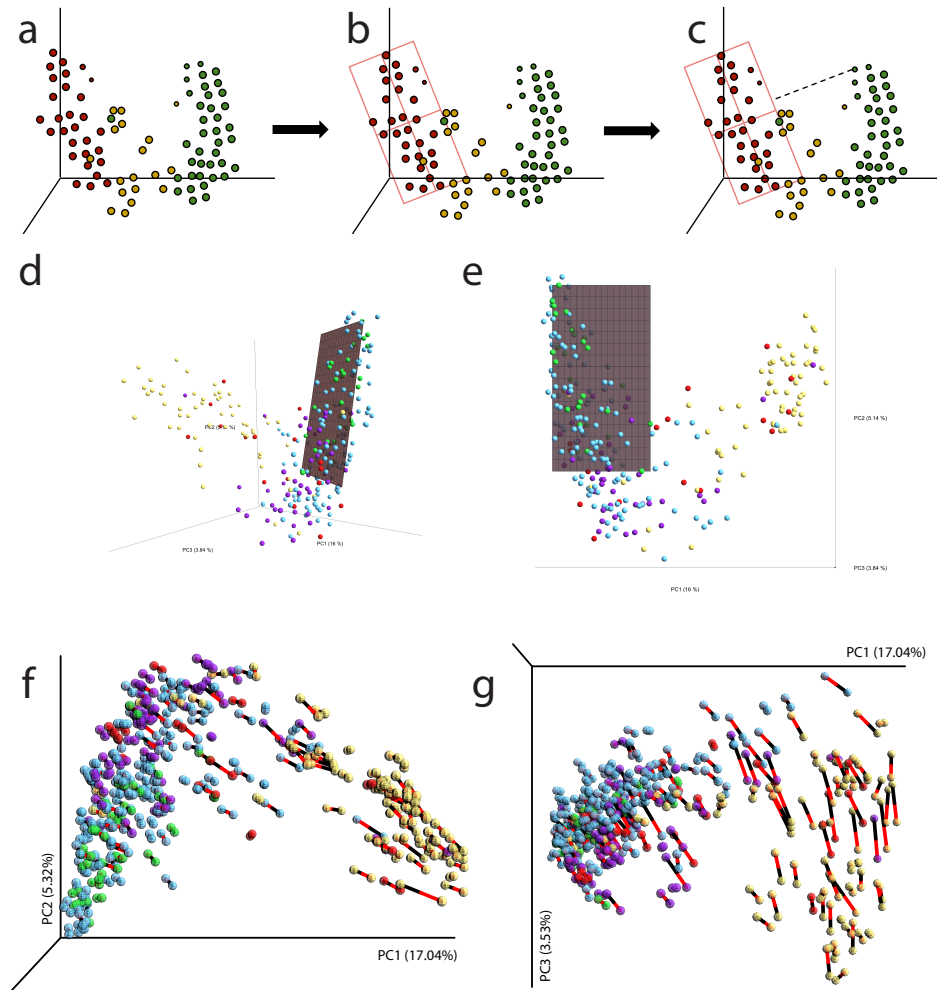 a
b
c
d
e
PC2 (5.14 %)
PC3 (3.84 %)
PC1 (16 %)
PC3 (3.84 %)
PC1 (16 %)
f
g
PC1 (17.04%)
PC2 (5.32%)
PC1 (17.04%)
PC3 (3.53%)